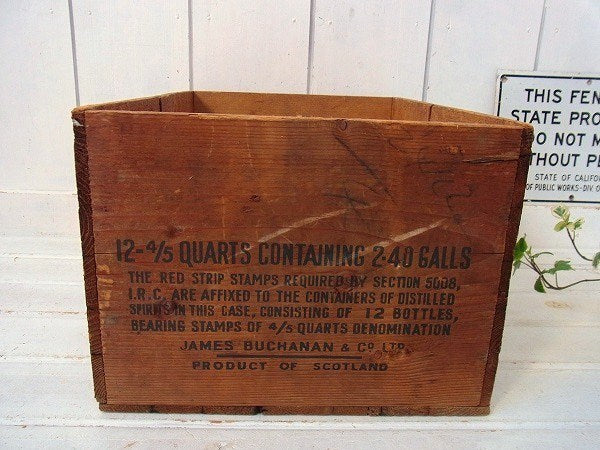 12-4/5 QUARTS CONTAINING 2.40 GALLS
THE RED STRIP STAMPS REQUIRED BY SECTION 5008,
I.R.C. ARE AFFIXED TO THE CONTAINERS OF DISTILLED
SPIRITS IN THIS CASE, CONSISTING OF 12 BOTTLES,
BEARING STAMPS OF 4/5 QUARTS DENOMINATION
JAMES BUCHANAN & CO LTD.
PRODUCT OF SCOTLAND
THIS FEN
STATE PRO
DO NOT M
THOUT PE
STATE OF CALIFO
OF PUBLIC WORKS-DIV O